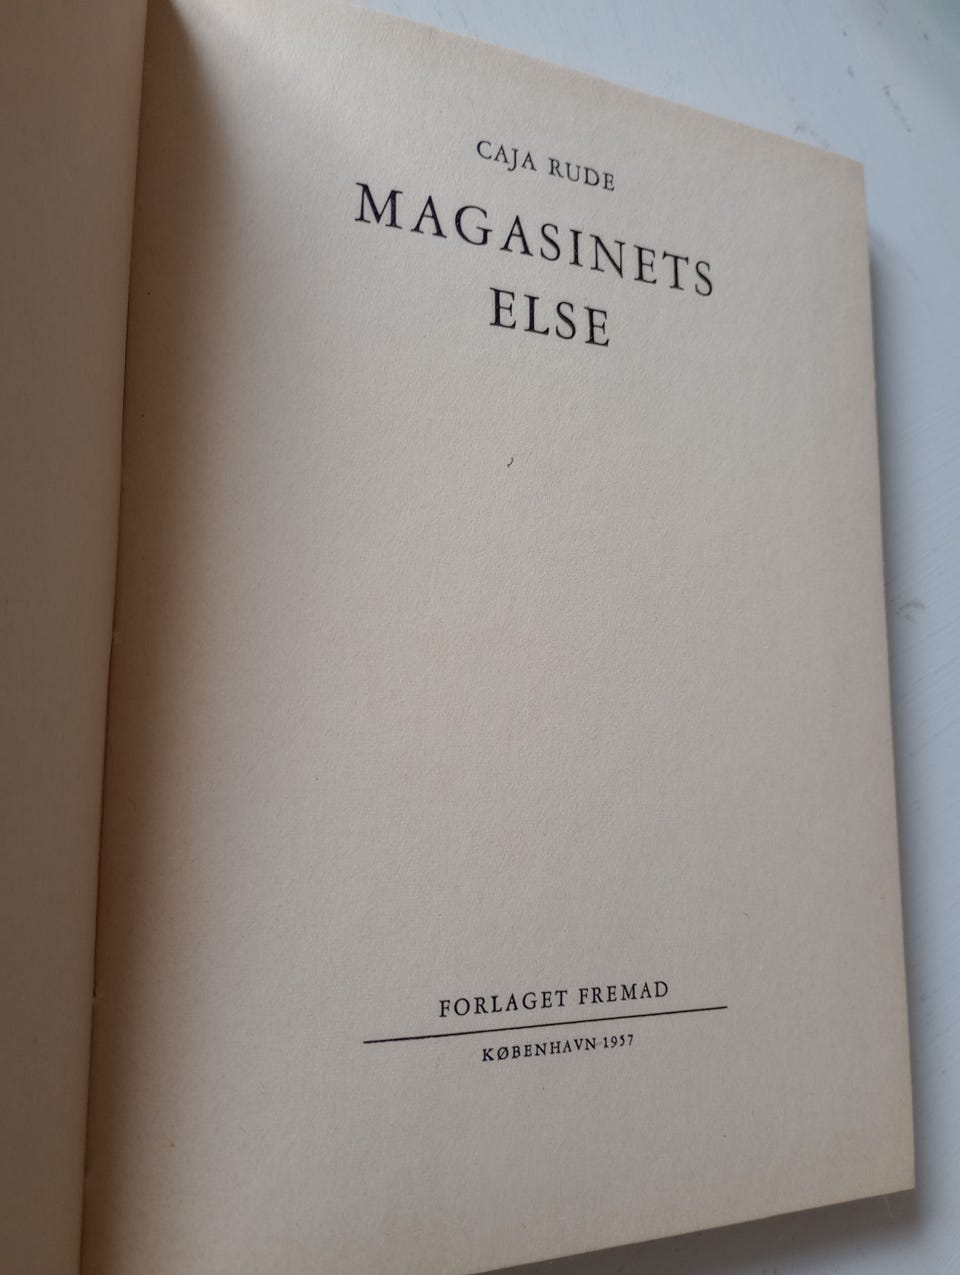 CAJA RUDE
MAGASINETS
ELSE
FORLAGET FREMAD
KØBENHAVN 1957